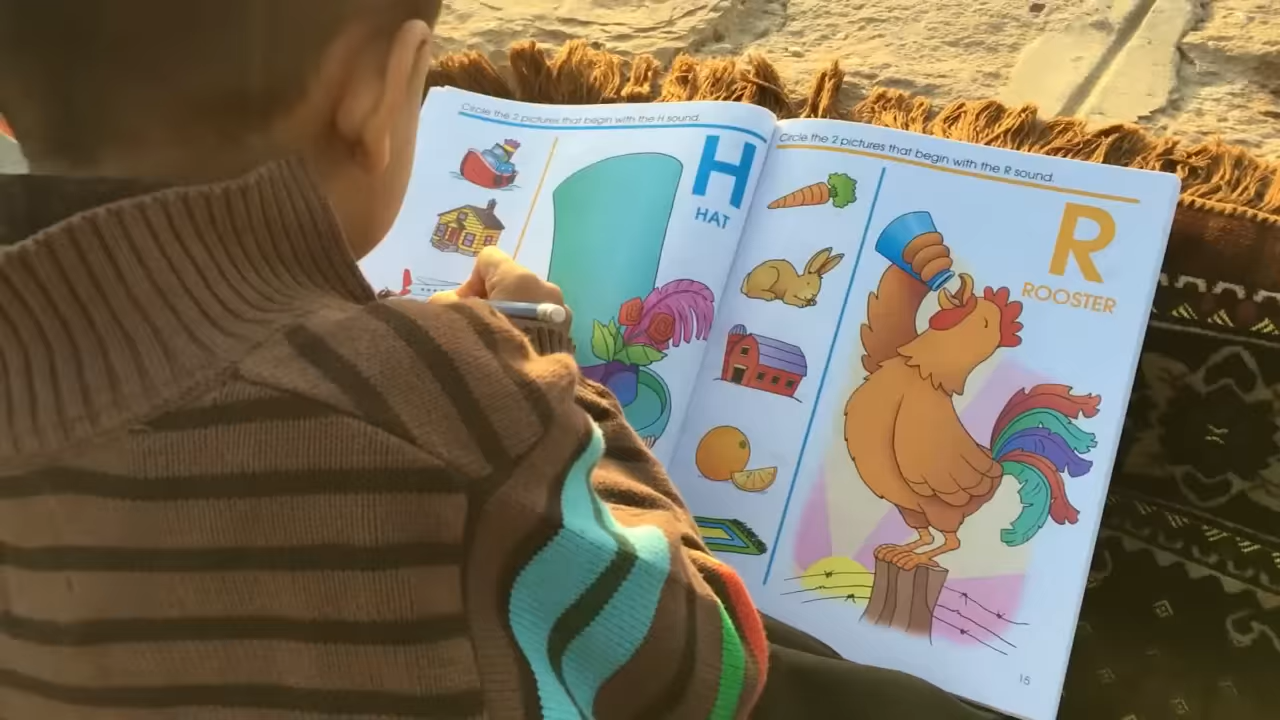 Circle the 2 pictures that begin with the H sound.
H
HAT
Circle the 2 pictures that begin with the R sound.
R
ROOSTER
15